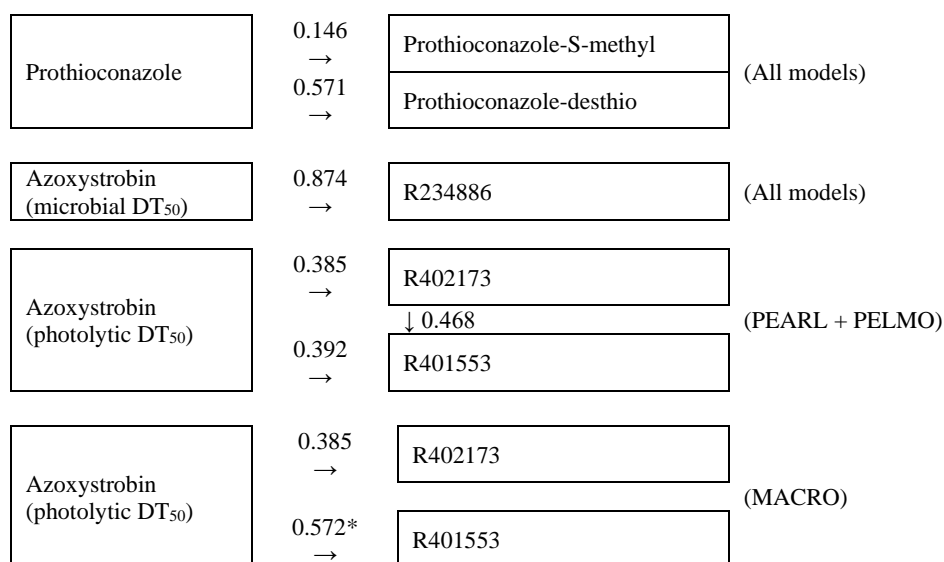 Prothioconazole
0.146
→
0.571
→
Prothioconazole-S-methyl
Prothioconazole-desthio
(All models)
Azoxystrobin
(microbial DT₅₀)
0.874
→
R234886
(All models)
Azoxystrobin
(photolytic DT₅₀)
0.385
→
0.392
→
R402173
↓ 0.468
R401553
(PEARL + PELMO)
Azoxystrobin
(photolytic DT₅₀)
0.385
→
0.572*
→
R402173
R401553
(MACRO)